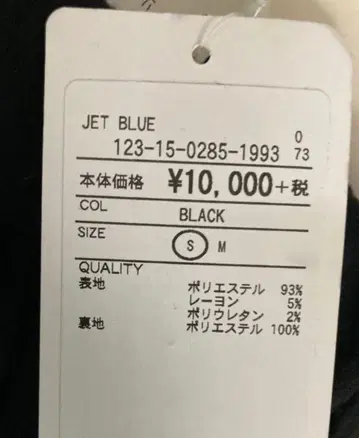 JET BLUE
0
123-15-0285-1993 73
本体価格 ¥10,000+税
COL BLACK
SIZE S M
QUALITY
表地 ポリエステル 93%
レーヨン 5%
ポリウレタン 2%
裏地 ポリエステル 100%